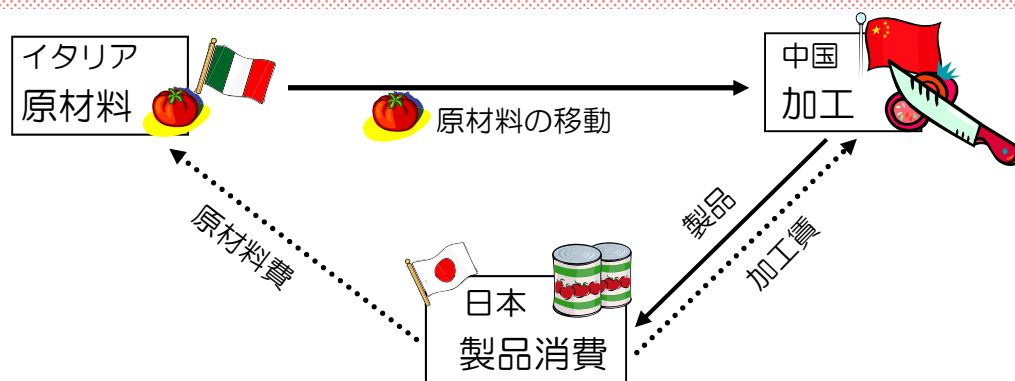 イタリア
原材料
中国
加工
原材料の移動
製品
加工賃
原材料費
日本
製品消費